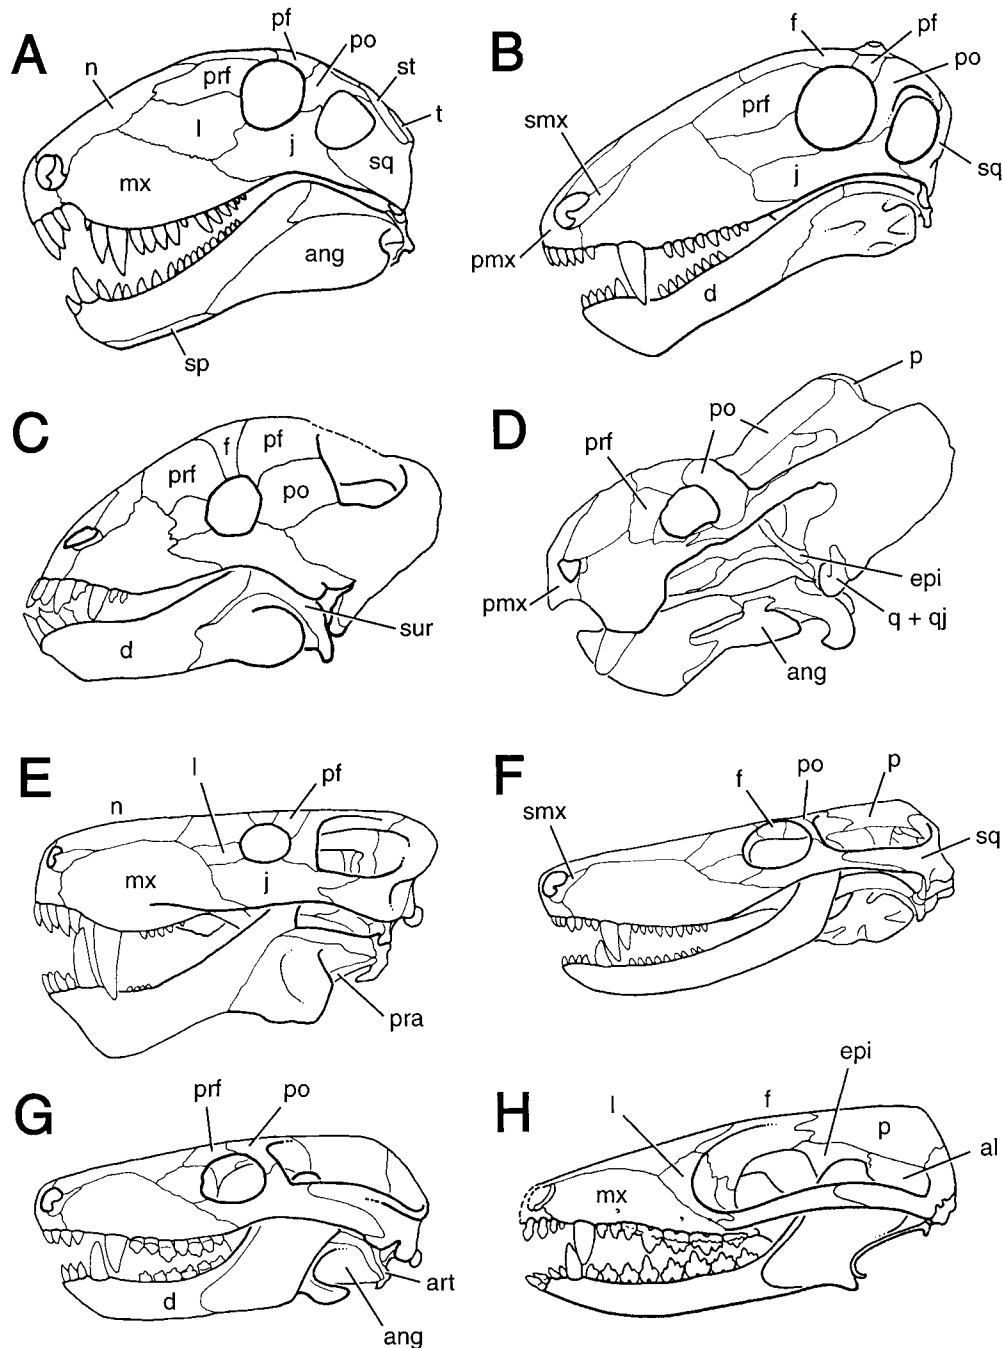 A
n
prf
pf
po
st
t
l
j
sq
mx
ang
sp
B
f
pf
po
prf
smx
sq
j
pmx
d
C
f
pf
prf
po
sur
d
D
p
po
prf
epi
pmx
q + qj
ang
E
l
pf
n
mx
j
pra
F
f
po
p
smx
sq
G
prf
po
d
art
ang
H
epi
l
f
p
al
mx